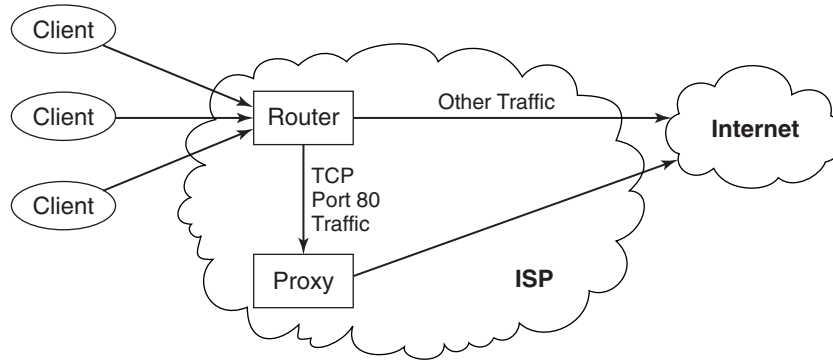 Client
Client
Client
Router
Other Traffic
Internet
TCP
Port 80
Traffic
Proxy
ISP